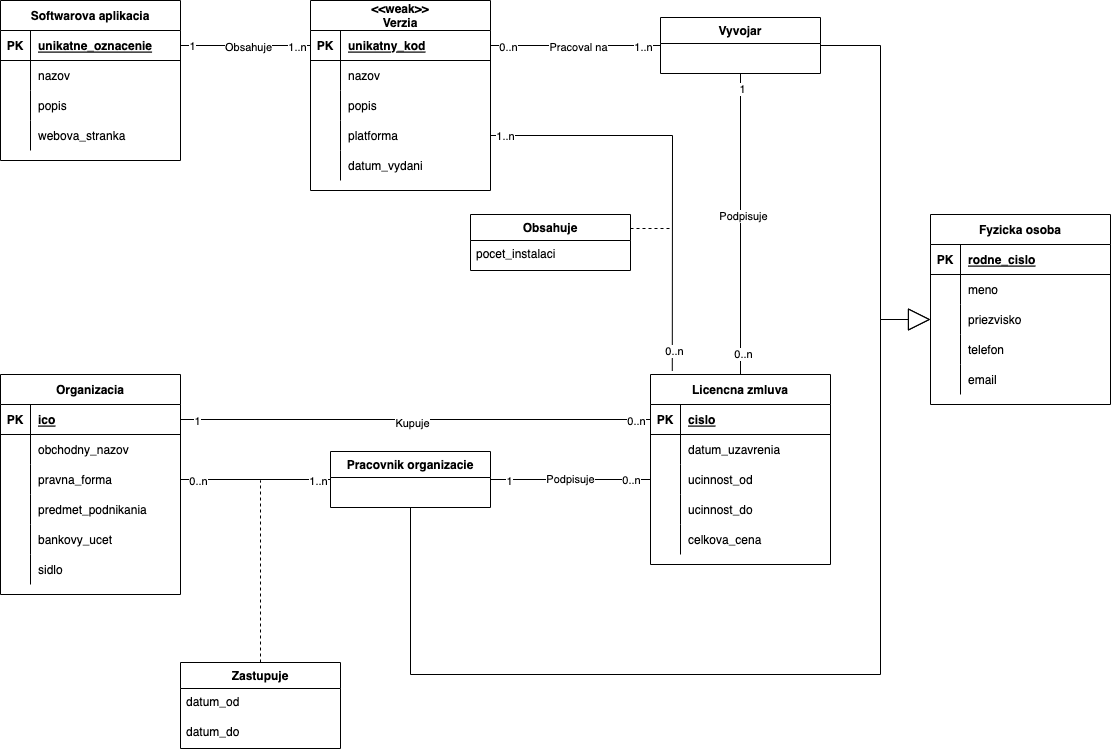 Softwarova aplikacia
PK unikatne_oznacenie
nazov
popis
webova_stranka
1 Obsahuje 1..n
<<weak>>
Verzia
PK unikatny_kod
nazov
popis
platforma
datum_vydani
0..n Pracoval na 1..n
Vyvojar
1..n
1
Podpisuje
0..n
0..n
Obsahuje
pocet_instalaci
Fyzicka osoba
PK rodne_cislo
meno
priezvisko
telefon
email
Organizacia
PK ico
obchodny_nazov
pravna_forma
predmet_podnikania
bankovy_ucet
sidlo
1 Kupuje 0..n
Licencna zmluva
PK cislo
datum_uzavrenia
ucinnost_od
ucinnost_do
celkova_cena
0..n 1..n
Pracovnik organizacie
1 Podpisuje 0..n
Zastupuje
datum_od
datum_do